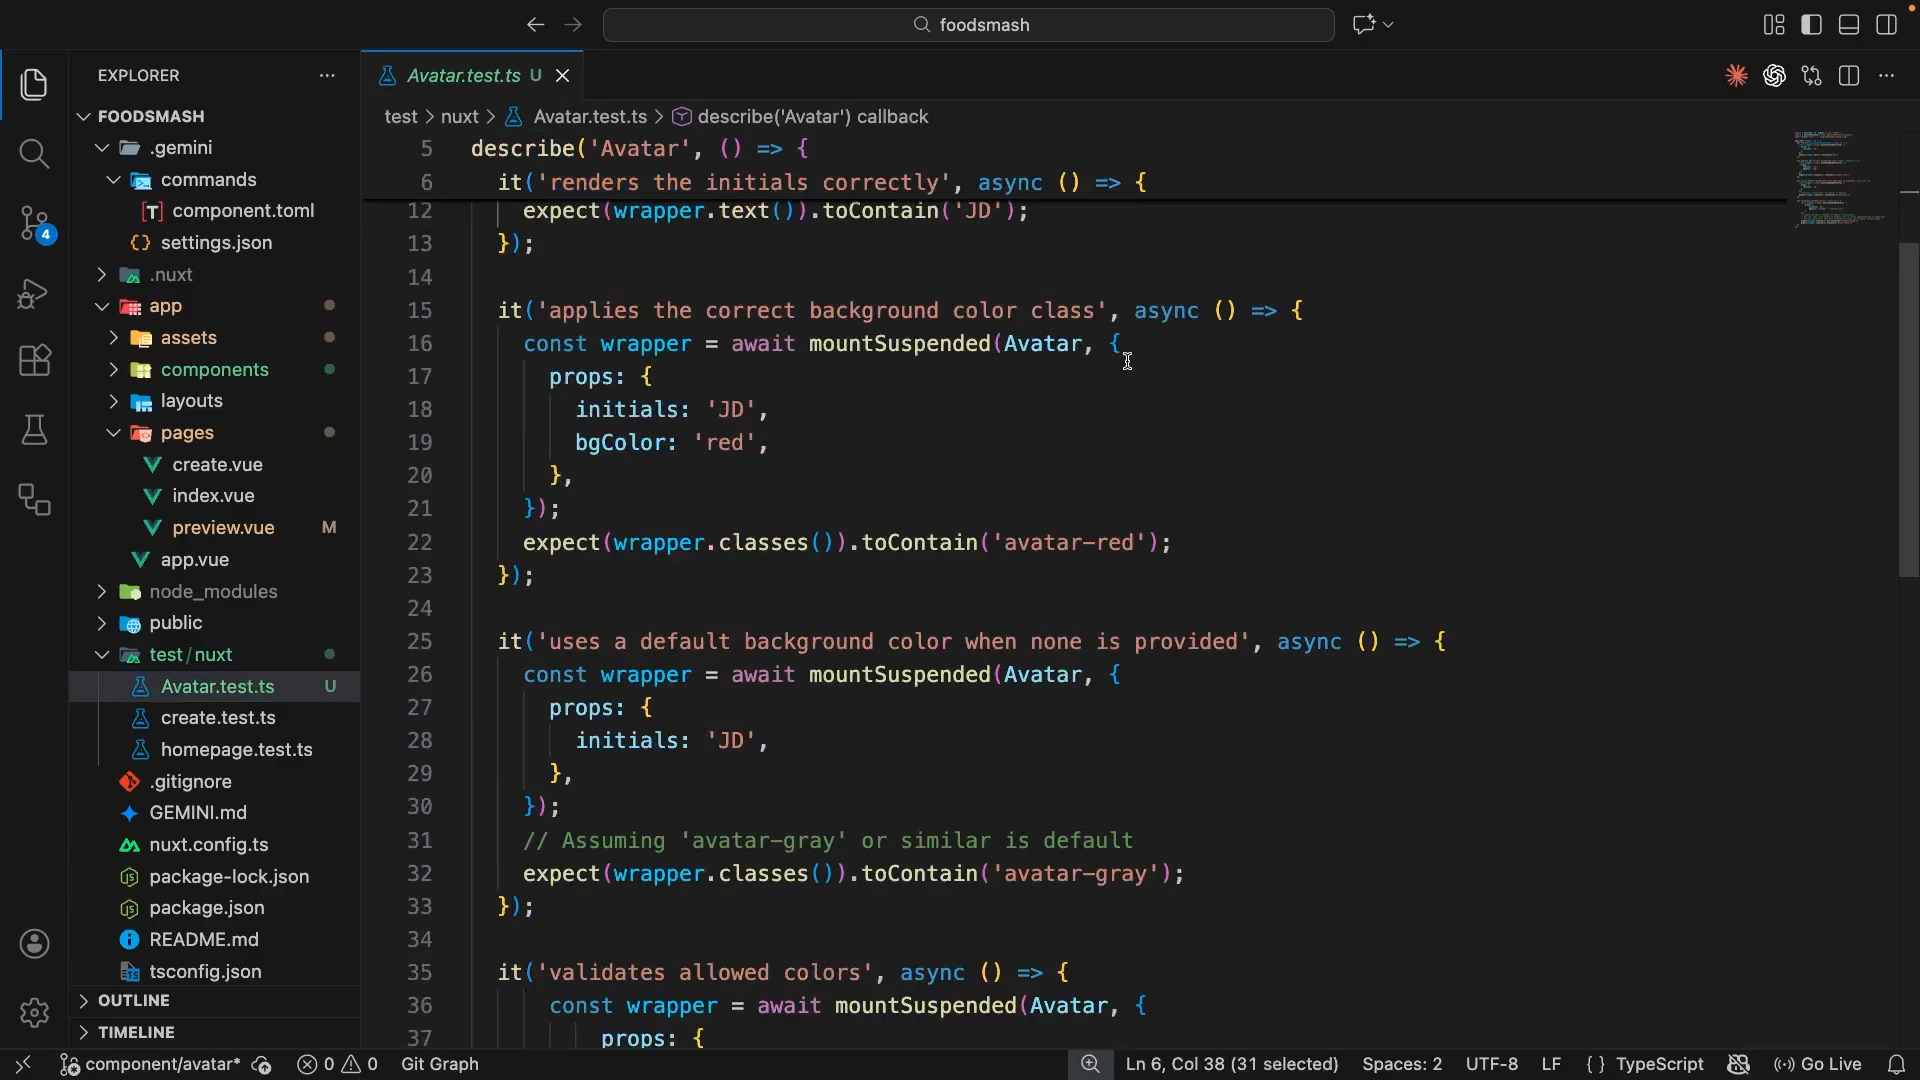 foodsmash
EXPLORER
FOODSMASH
.gemini
commands
component.toml
settings.json
.nuxt
app
assets
components
layouts
pages
create.vue
index.vue
preview.vue M
app.vue
node_modules
public
test/nuxt
Avatar.test.ts U
create.test.ts
homepage.test.ts
.gitignore
GEMINI.md
nuxt.config.ts
package-lock.json
package.json
README.md
tsconfig.json
OUTLINE
TIMELINE
4
Avatar.test.ts U
test > nuxt > Avatar.test.ts > describe('Avatar') callback
5 describe('Avatar', () => {
6 it('renders the initials correctly', async () => {
12 expect(wrapper.text()).toContain('JD');
13 });
14
15 it('applies the correct background color class', async () => {
16 const wrapper = await mountSuspended(Avatar, {
17 props: {
18 initials: 'JD',
19 bgColor: 'red',
20 },
21 });
22 expect(wrapper.classes()).toContain('avatar-red');
23 });
24
25 it('uses a default background color when none is provided', async () => {
26 const wrapper = await mountSuspended(Avatar, {
27 props: {
28 initials: 'JD',
29 },
30 });
31 // Assuming 'avatar-gray' or similar is default
32 expect(wrapper.classes()).toContain('avatar-gray');
33 });
34
35 it('validates allowed colors', async () => {
36 const wrapper = await mountSuspended(Avatar, {
37 props: {
component/avatar* 0 0 Git Graph Ln 6, Col 38 (31 selected) Spaces: 2 UTF-8 LF { } TypeScript Go Live